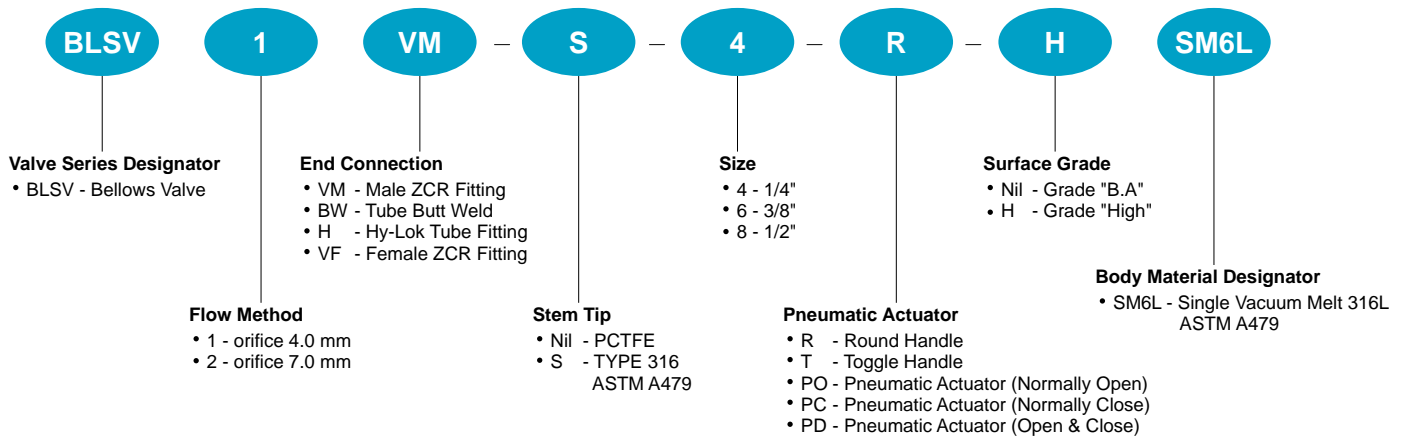 BLSV 1 VM – S – 4 – R – H SM6L
Valve Series Designator
• BLSV - Bellows Valve
End Connection
• VM - Male ZCR Fitting
• BW - Tube Butt Weld
• H - Hy-Lok Tube Fitting
• VF - Female ZCR Fitting
Size
• 4 - 1/4"
• 6 - 3/8"
• 8 - 1/2"
Surface Grade
• Nil - Grade "B.A"
• H - Grade "High"
Flow Method
• 1 - orifice 4.0 mm
• 2 - orifice 7.0 mm
Stem Tip
• Nil - PCTFE
• S - TYPE 316
ASTM A479
Pneumatic Actuator
• R - Round Handle
• T - Toggle Handle
• PO - Pneumatic Actuator (Normally Open)
• PC - Pneumatic Actuator (Normally Close)
• PD - Pneumatic Actuator (Open & Close)
Body Material Designator
• SM6L - Single Vacuum Melt 316L
ASTM A479